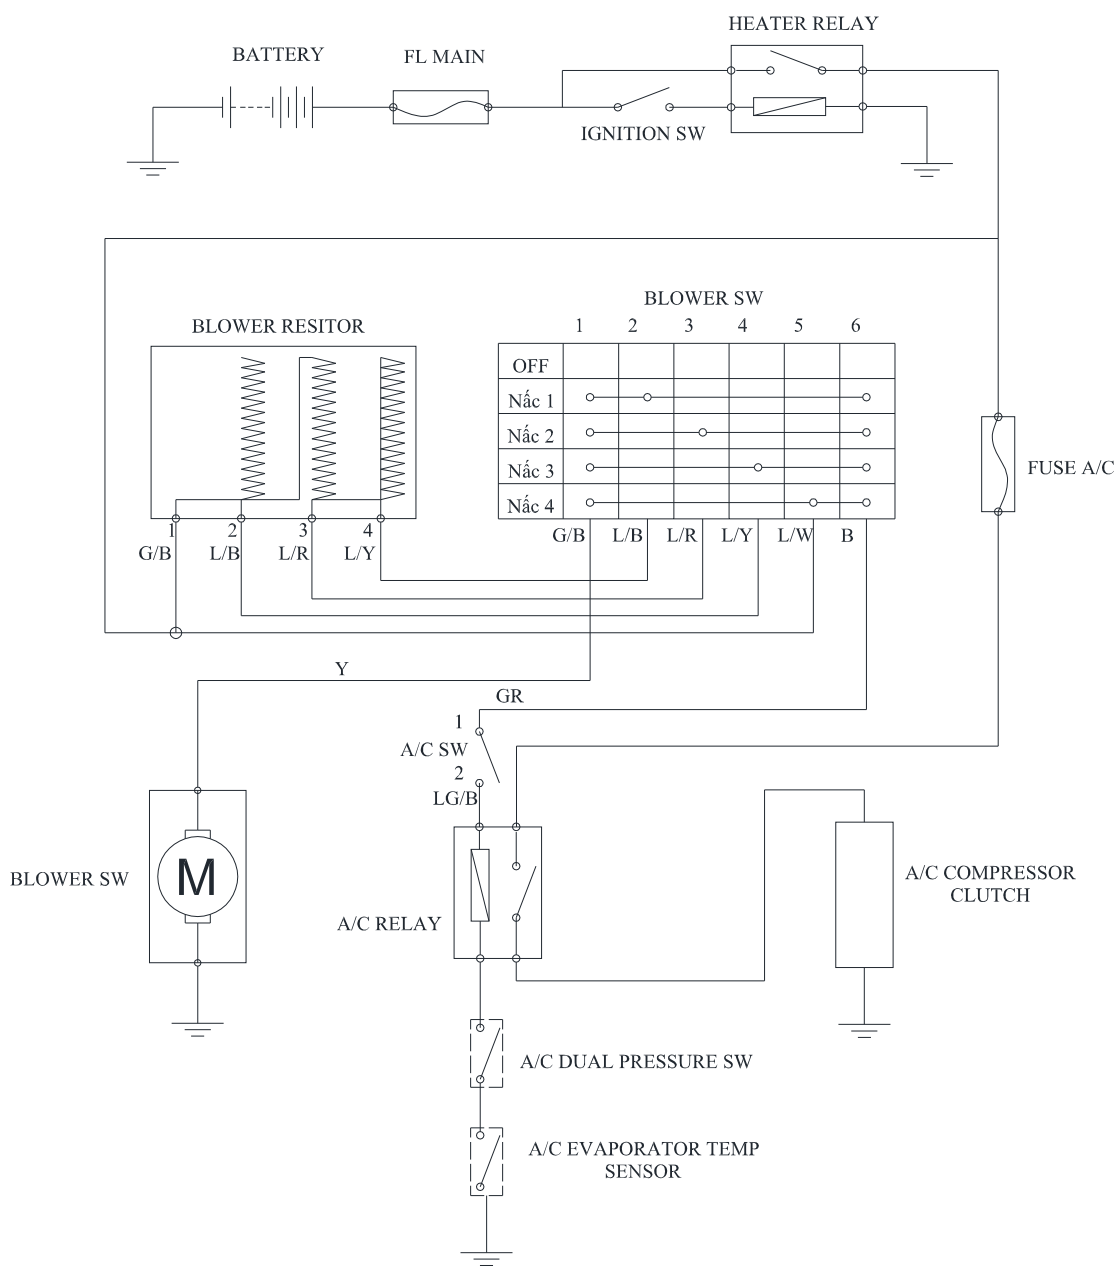 HEATER RELAY
BATTERY
FL MAIN
IGNITION SW
BLOWER SW
BLOWER RESITOR
1 2 3 4 5 6
OFF
Nấc 1
Nấc 2
Nấc 3
Nấc 4
FUSE A/C
1 2 3 4
G/B L/B L/R L/Y
G/B L/B L/R L/Y L/W B
Y
GR
1
A/C SW
2
LG/B
BLOWER SW
M
A/C RELAY
A/C COMPRESSOR
CLUTCH
A/C DUAL PRESSURE SW
A/C EVAPORATOR TEMP
SENSOR